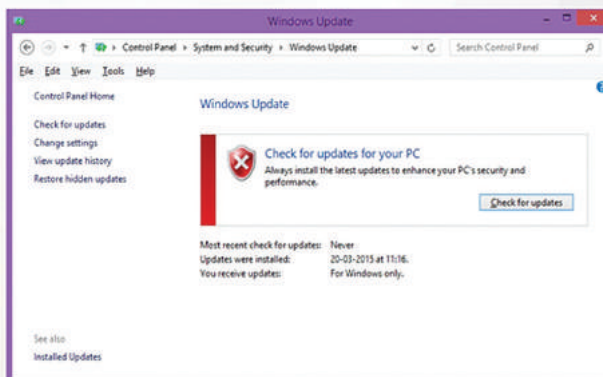 Windows Update
Control Panel ▸ System and Security ▸ Windows Update
Search Control Panel
File Edit View Tools Help
Control Panel Home
Check for updates
Change settings
View update history
Restore hidden updates
See also
Installed Updates
Windows Update
Check for updates for your PC
Always install the latest updates to enhance your PC's security and
performance.
Check for updates
Most recent check for updates: Never
Updates were installed: 20-03-2015 at 11:16.
You receive updates: For Windows only.